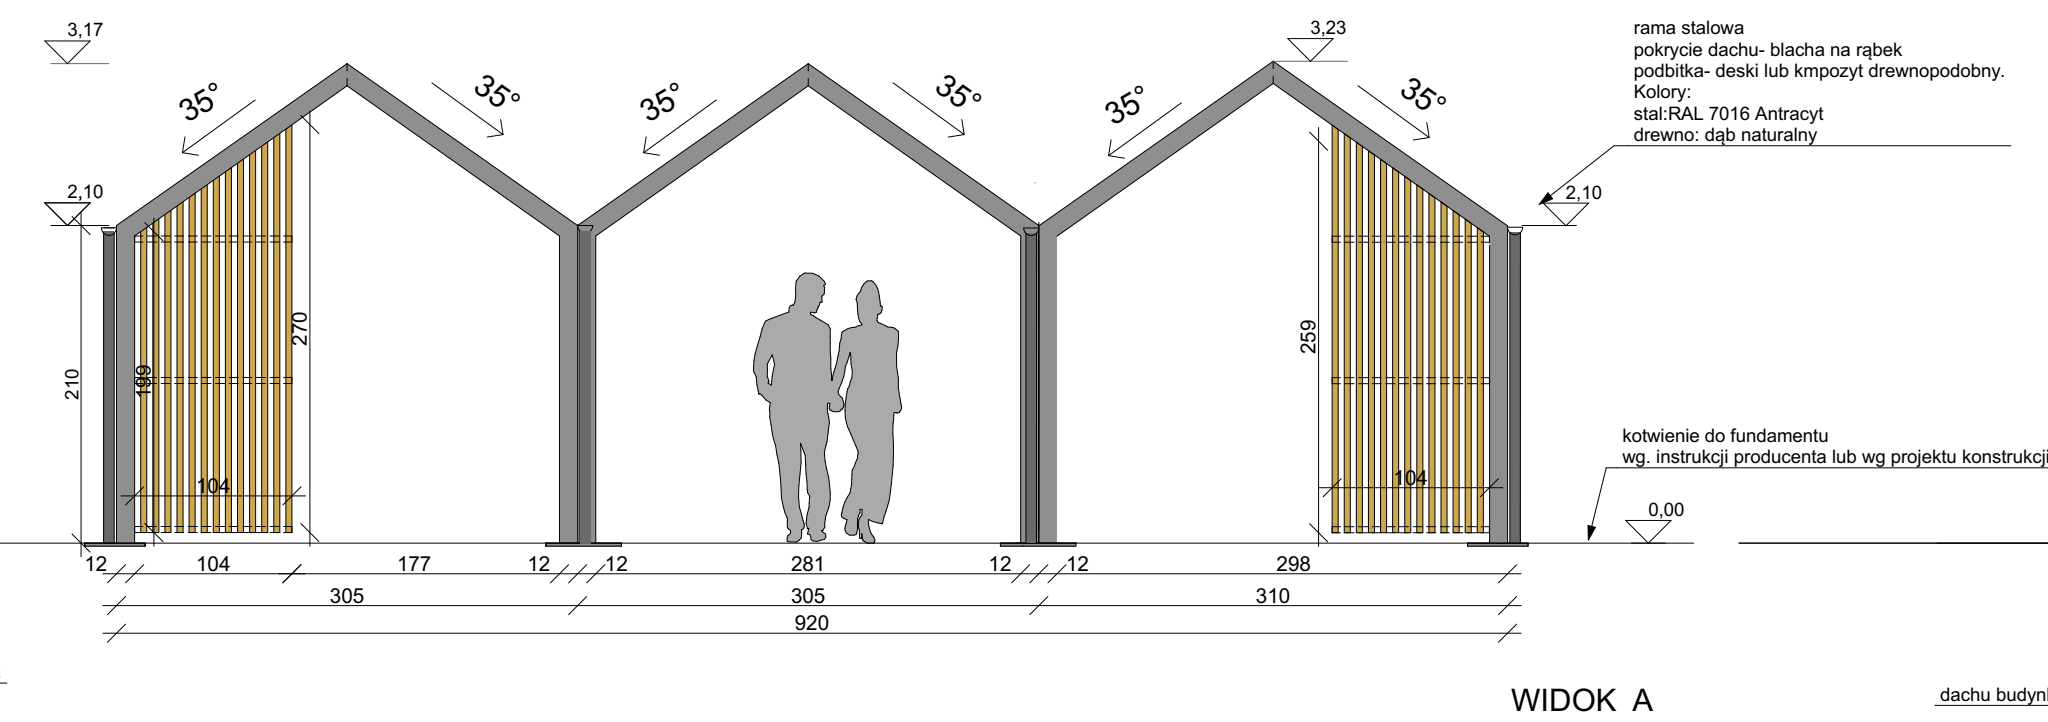 3,17
3,23
rama stalowa
pokrycie dachu- blacha na rąbek
podbitka- deski lub kmpozyt drewnopodobny.
Kolory:
stal:RAL 7016 Antracyt
drewno: dąb naturalny
35° 35° 35° 35° 35° 35°
2,10
2,10
210
199
270
259
104
104
kotwienie do fundamentu
wg. instrukcji producenta lub wg projektu konstrukcji
0,00
12 104 177 12 12 281 12 12 298
305 305 310
920
WIDOK A
dachu budyn